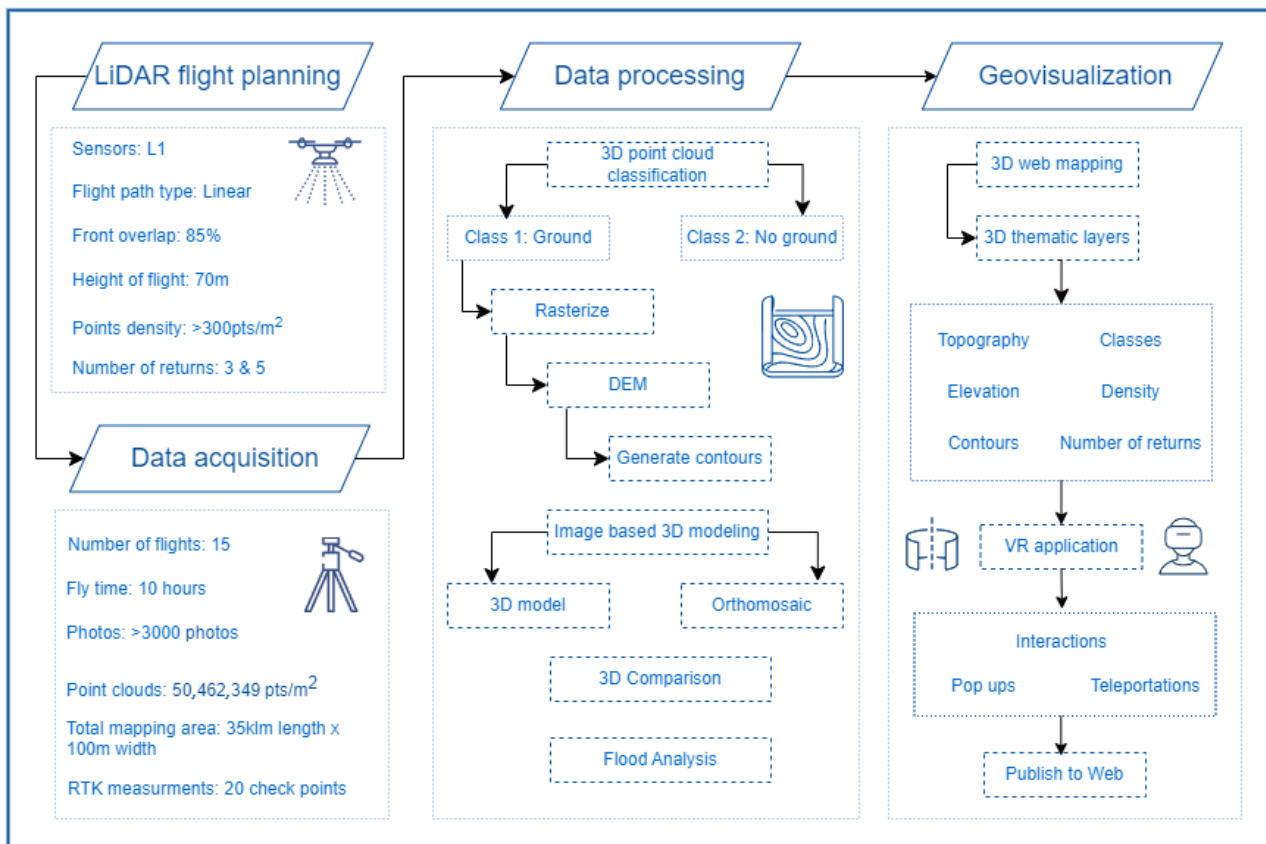 LiDAR flight planning
Sensors: L1
Flight path type: Linear
Front overlap: 85%
Height of flight: 70m
Points density: >300pts/m²
Number of returns: 3 & 5
Data acquisition
Number of flights: 15
Fly time: 10 hours
Photos: >3000 photos
Point clouds: 50,462,349 pts/m²
Total mapping area: 35klm length x
100m width
RTK measurments: 20 check points
Data processing
3D point cloud
classification
Class 1: Ground
Class 2: No ground
Rasterize
DEM
Generate contours
Image based 3D modeling
3D model
Orthomosaic
3D Comparison
Flood Analysis
Geovisualization
3D web mapping
3D thematic layers
Topography
Classes
Elevation
Density
Contours
Number of returns
VR application
Interactions
Pop ups
Teleportations
Publish to Web